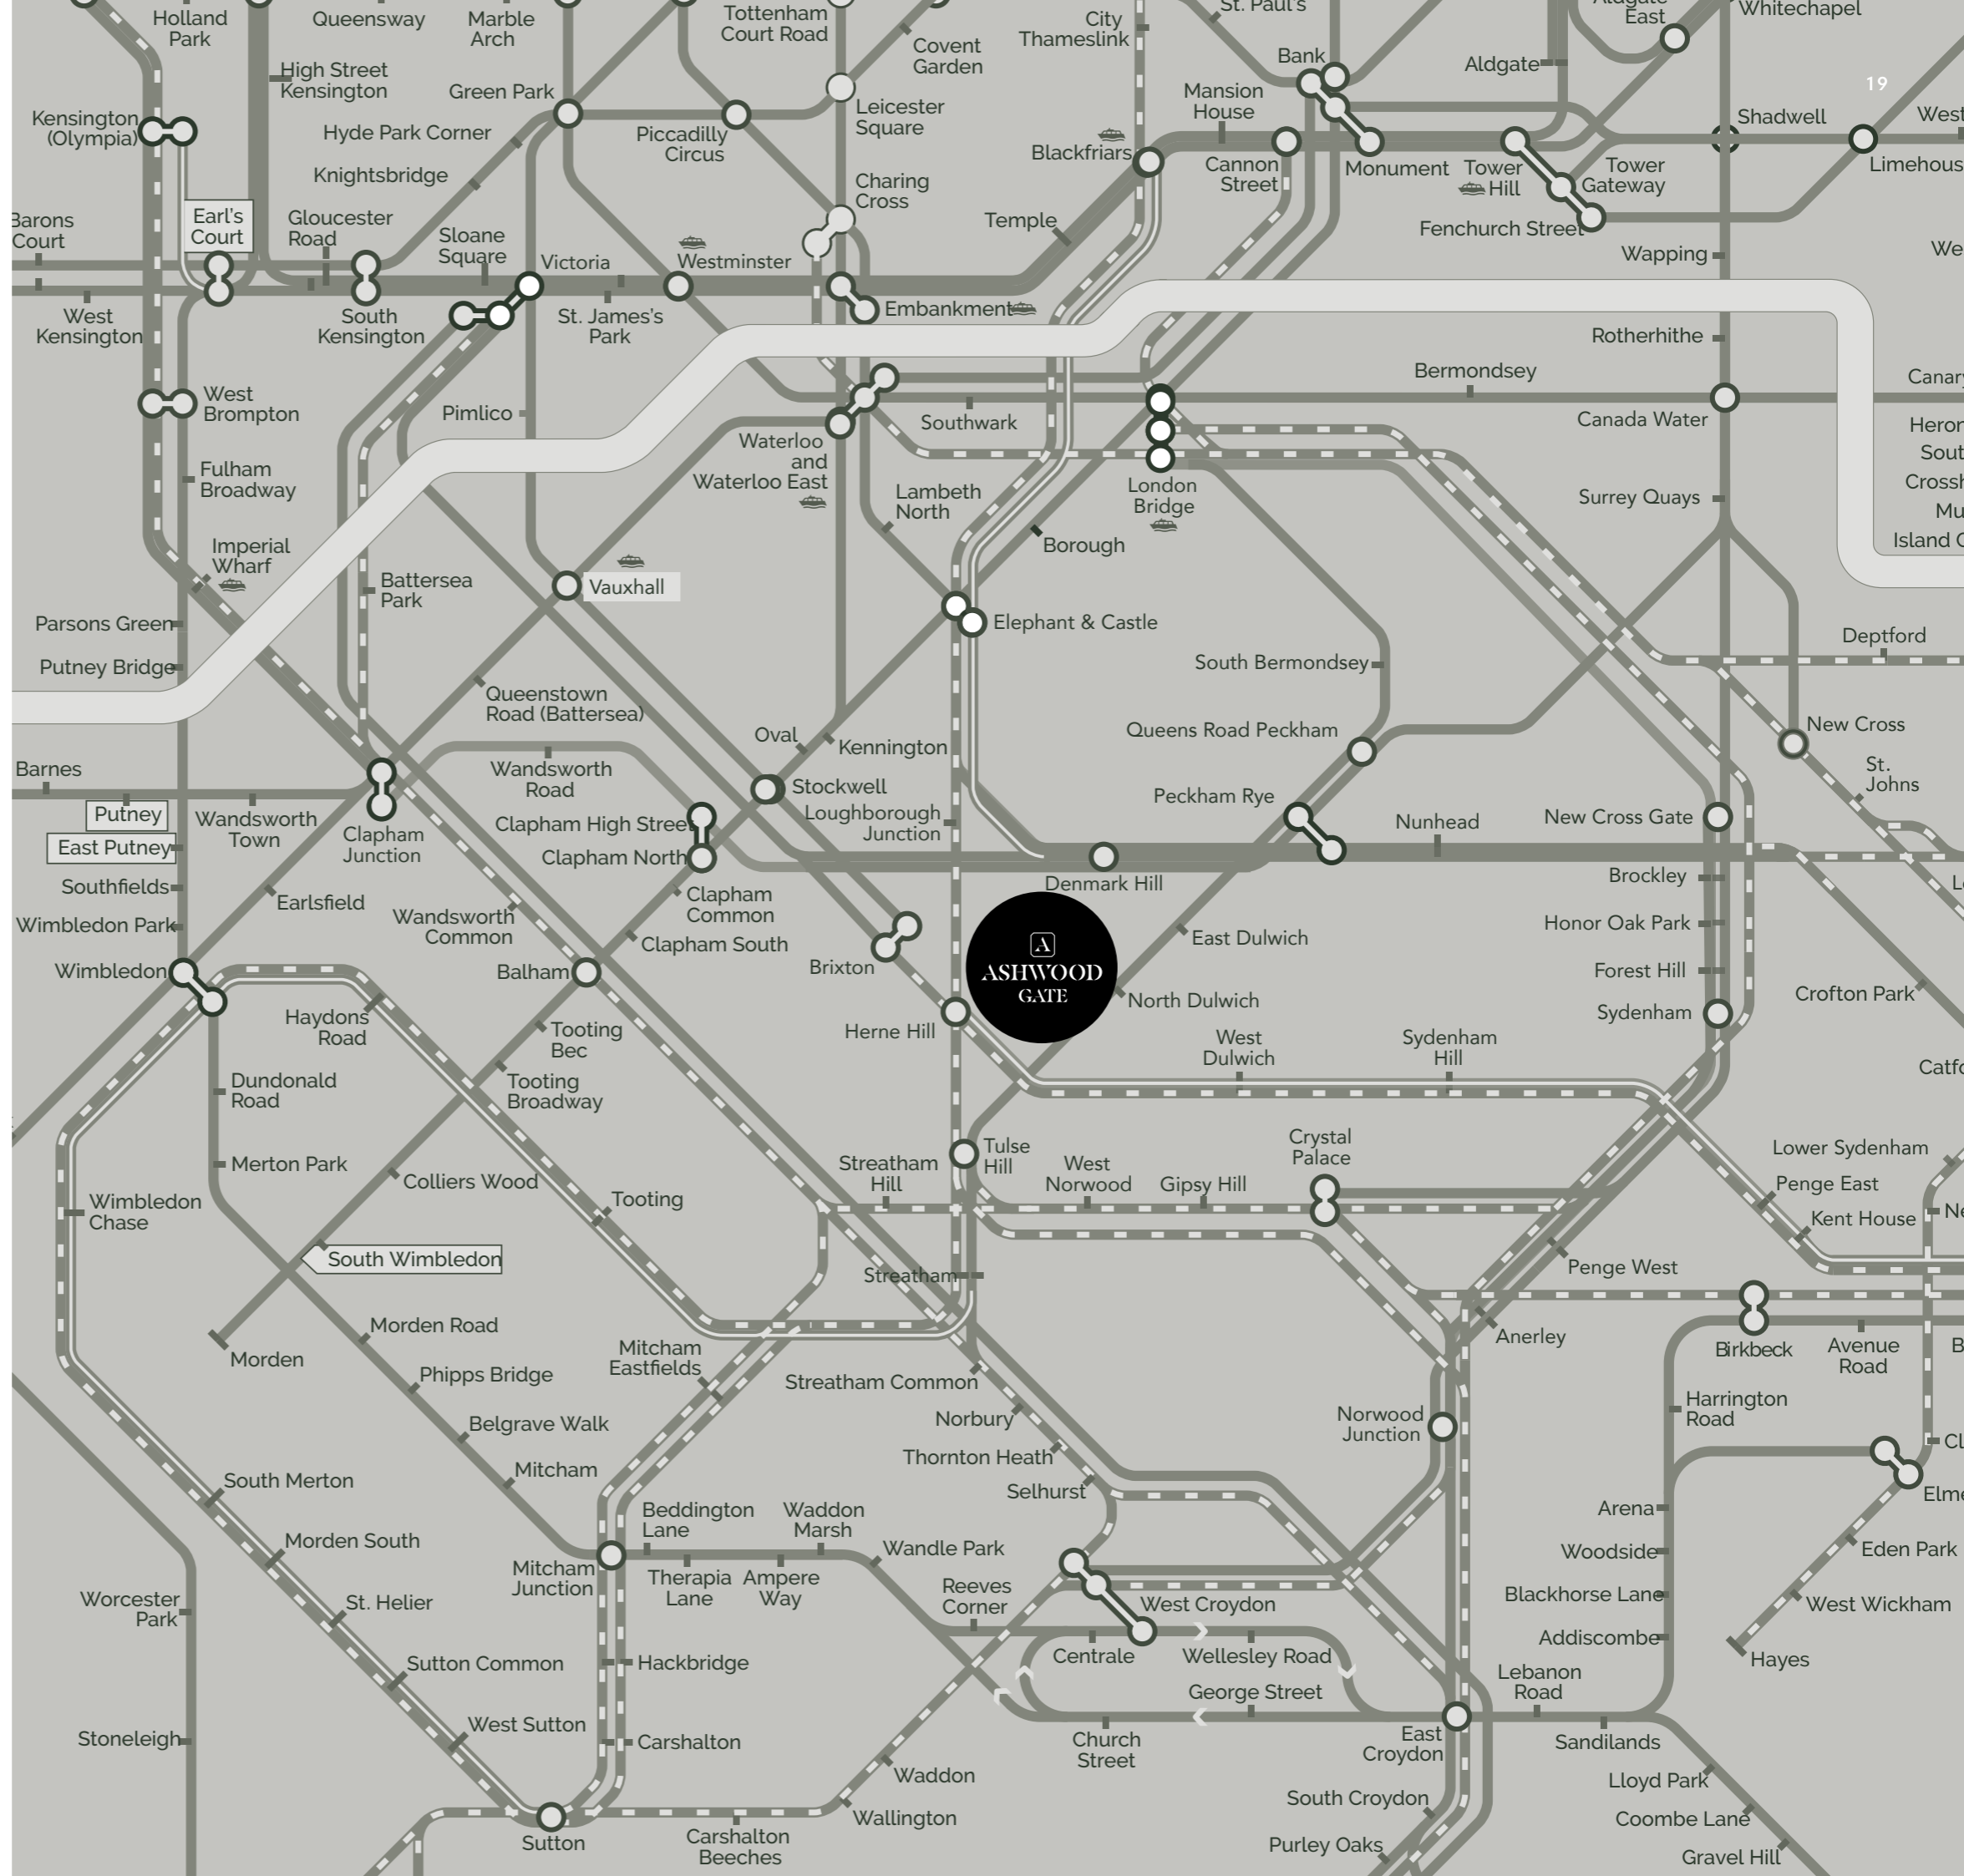 Holland
Park
Queensway
Marble
Arch
Tottenham
Court Road
Covent
Garden
City
Thameslink
St. Paul's
Bank
East
Whitechapel
High Street
Kensington
Green Park
Leicester
Square
Mansion
House
Aldgate
19
Kensington
(Olympia)
Hyde Park Corner
Piccadilly
Circus
Blackfriars
Cannon
Street
Monument
Tower
Hill
Tower
Gateway
Shadwell
West
Knightsbridge
Charing
Cross
Temple
Fenchurch Street
Barons
Court
Earl's
Court
Gloucester
Road
Sloane
Square
Victoria
Westminster
Wapping
West
Kensington
South
Kensington
St. James's
Park
Embankment
Rotherhithe
West
Brompton
Pimlico
Southwark
Bermondsey
Canada Water
Waterloo
and
Waterloo East
Fulham
Broadway
Lambeth
North
London
Bridge
Surrey Quays
Borough
Imperial
Wharf
Battersea
Park
Vauxhall
Parsons Green
Elephant & Castle
Deptford
Putney Bridge
South Bermondsey
Queenstown
Road (Battersea)
Oval
Kennington
Queens Road Peckham
New Cross
Barnes
Wandsworth
Road
Stockwell
Peckham Rye
St.
Johns
Putney
Wandsworth
Town
Clapham
Junction
Clapham High Street
Loughborough
Junction
Nunhead
New Cross Gate
East Putney
Clapham North
Denmark Hill
Brockley
Southfields
Earlsfield
Wandsworth
Common
Clapham
Common
Wimbledon Park
Clapham South
East Dulwich
Honor Oak Park
Wimbledon
Balham
Brixton
A
ASHWOOD
GATE
Forest Hill
North Dulwich
Crofton Park
Haydons
Road
Tooting
Bec
Herne Hill
West
Dulwich
Sydenham
Hill
Sydenham
Dundonald
Road
Tooting
Broadway
Merton Park
Colliers Wood
Streatham
Hill
Tulse
Hill
West
Norwood
Gipsy Hill
Crystal
Palace
Lower Sydenham
Penge East
Wimbledon
Chase
Tooting
Kent House
South Wimbledon
Streatham
Penge West
Morden
Morden Road
Mitcham
Eastfields
Anerley
Birkbeck
Avenue
Road
Phipps Bridge
Streatham Common
Belgrave Walk
Norbury
Norwood
Junction
Harrington
Road
South Merton
Mitcham
Thornton Heath
Selhurst
Morden South
Beddington
Lane
Waddon
Marsh
Wandle Park
Arena
Mitcham
Junction
Therapia
Lane
Ampere
Way
Woodside
Eden Park
Worcester
Park
St. Helier
Reeves
Corner
West Croydon
Blackhorse Lane
West Wickham
Sutton Common
Hackbridge
Centrale
Wellesley Road
Addiscombe
Hayes
George Street
Lebanon
Road
Stoneleigh
West Sutton
Carshalton
Church
Street
East
Croydon
Sandilands
Waddon
Lloyd Park
Sutton
Carshalton
Beeches
Wallington
South Croydon
Coombe Lane
Purley Oaks
Gravel Hill